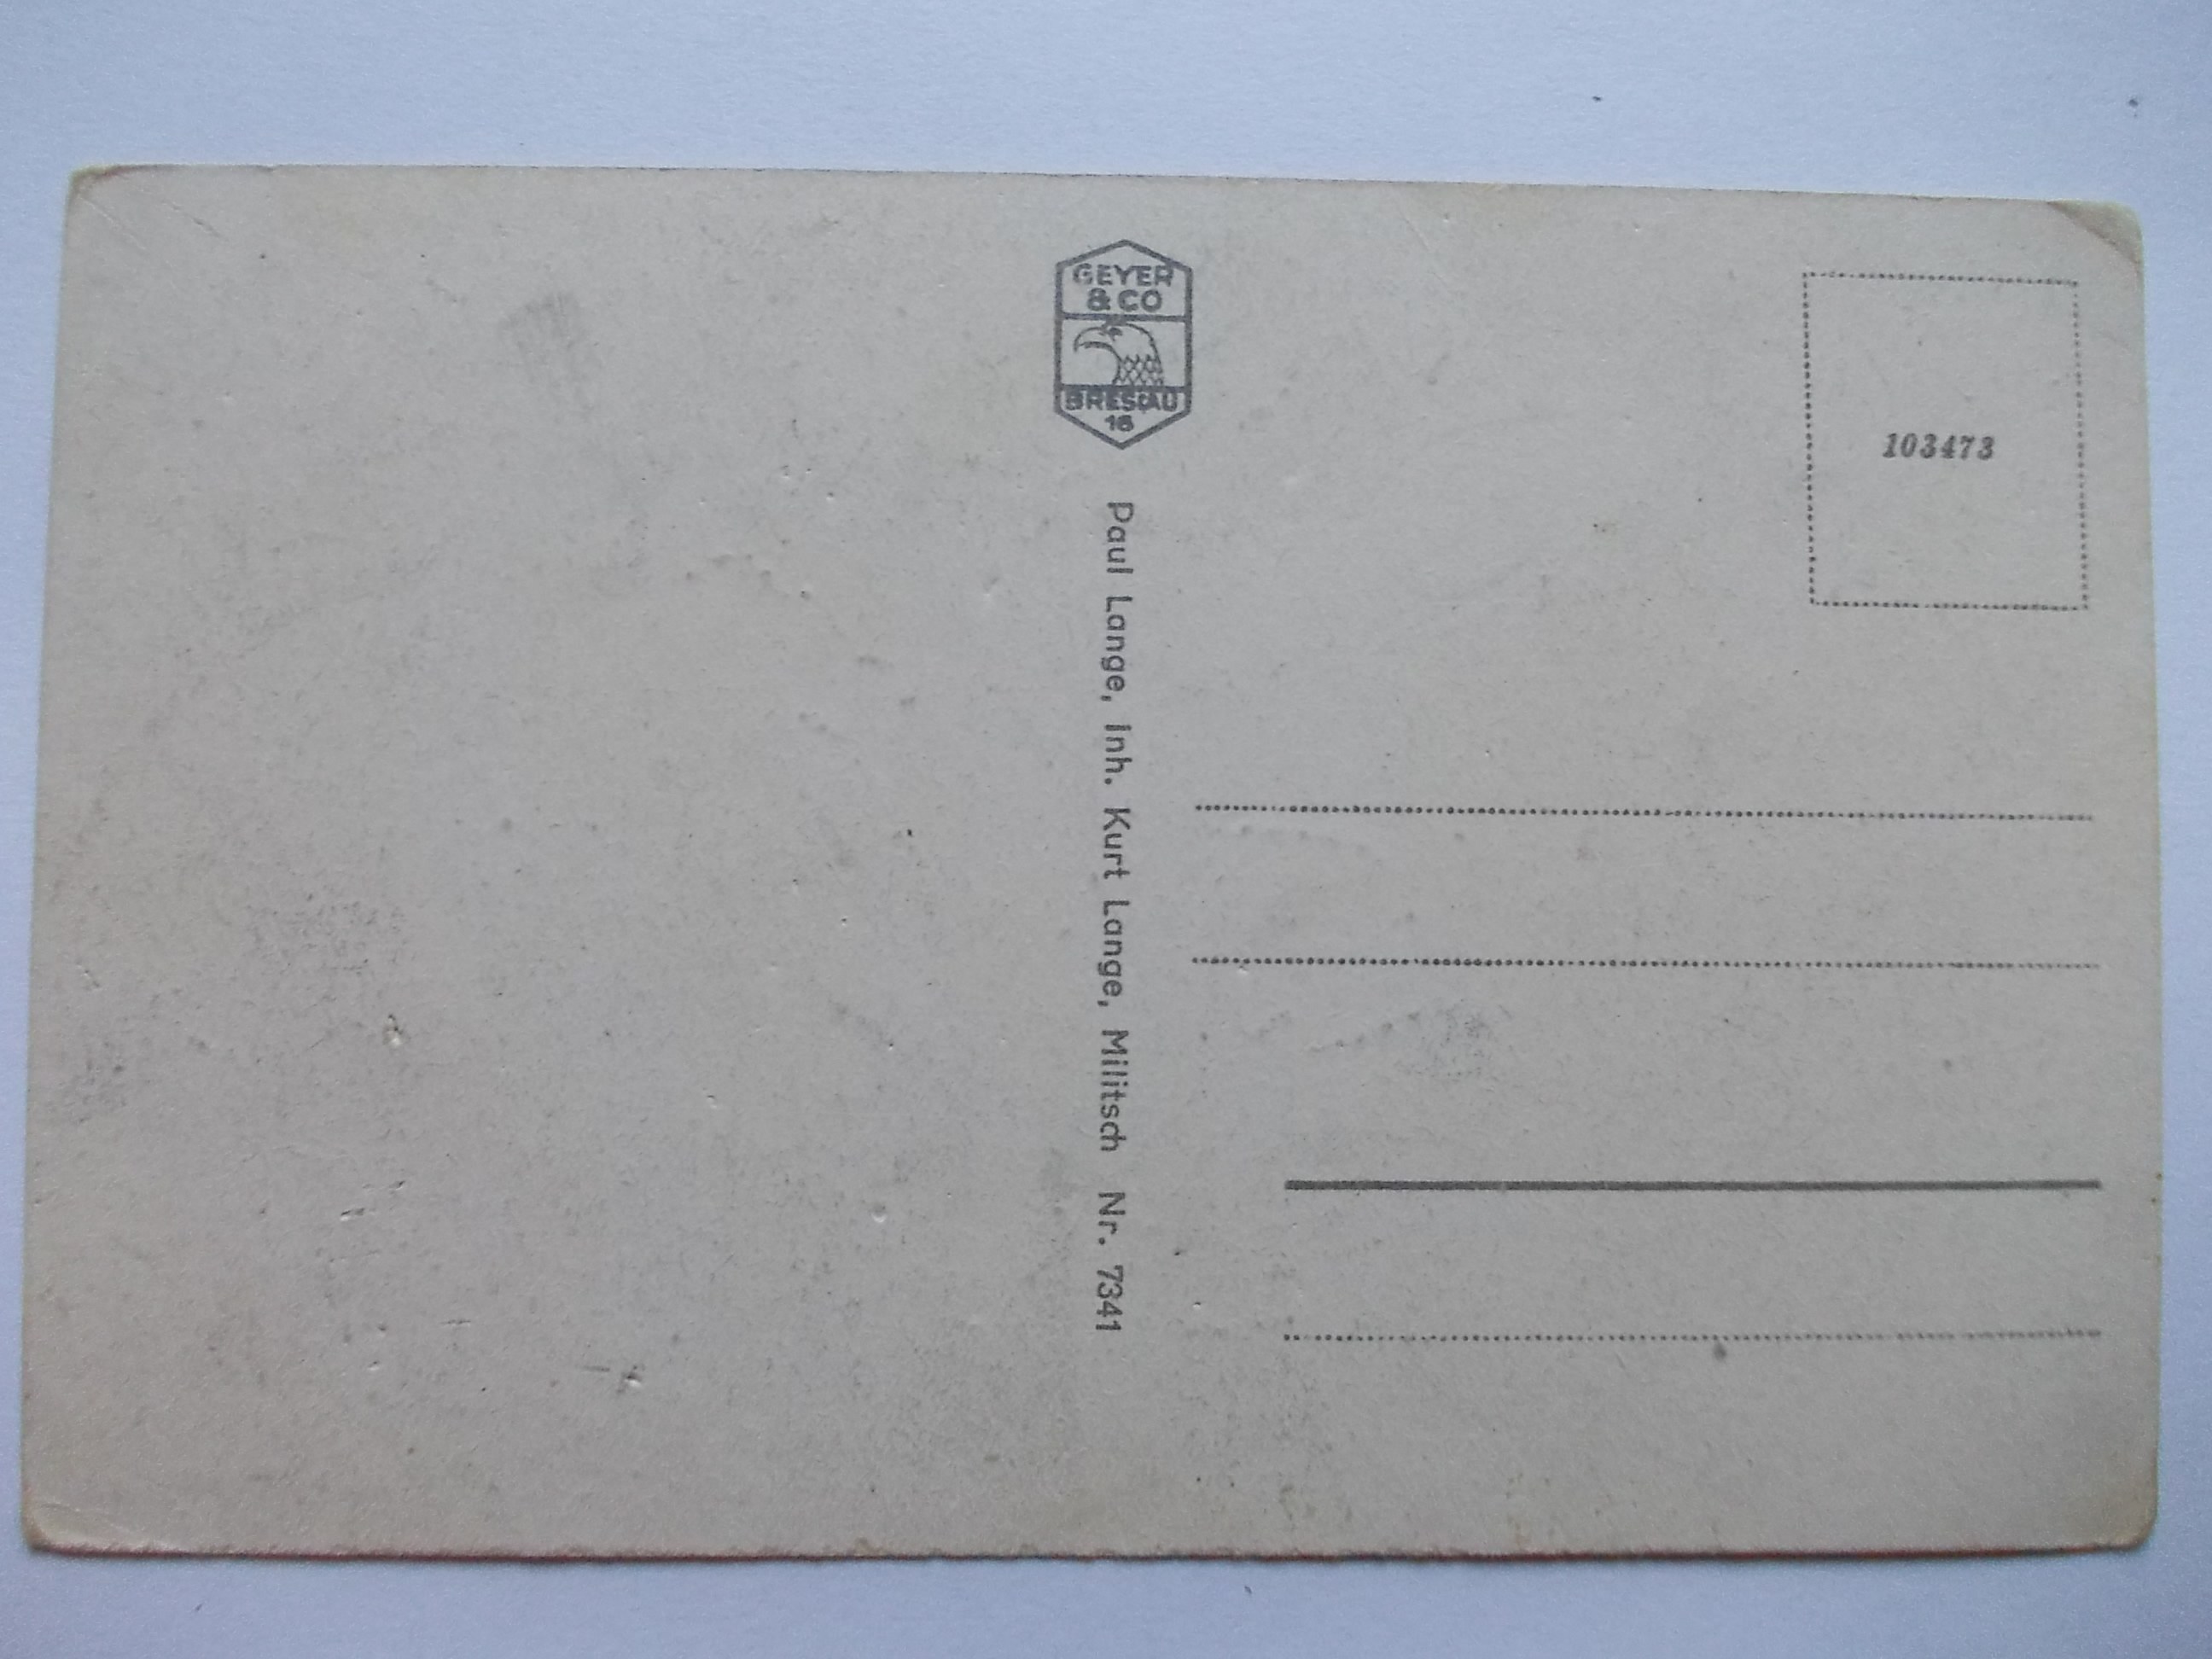 GEYER
& CO
BRESLAU
16
103473
Paul Lange, Inh. Kurt Lange, Militsch Nr. 7341